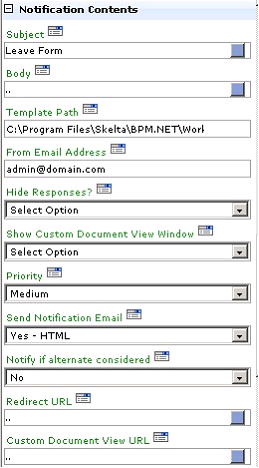 Notification Contents
Subject
Leave Form
Body
..
Template Path
C:\Program Files\Skelta\BPM.NET\Work
From Email Address
admin@domain.com
Hide Responses?
Select Option
Show Custom Document View Window
Select Option
Priority
Medium
Send Notification Email
Yes - HTML
Notify if alternate considered
No
Redirect URL
..
Custom Document View URL
..